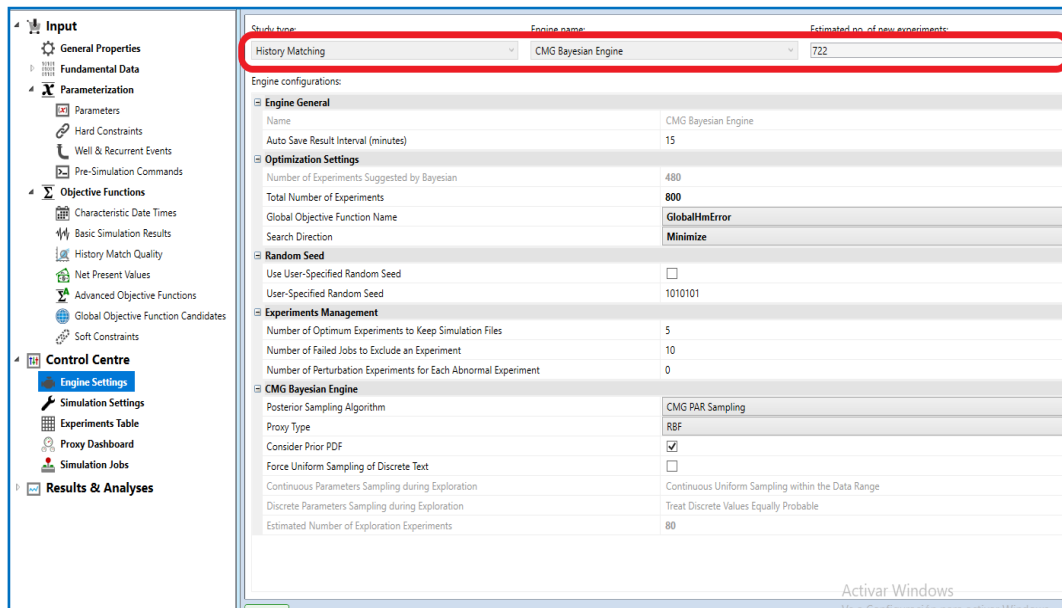 Input
General Properties
Fundamental Data
Parameterization
Parameters
Hard Constraints
Well & Recurrent Events
Pre-Simulation Commands
Objective Functions
Characteristic Date Times
Basic Simulation Results
History Match Quality
Net Present Values
Advanced Objective Functions
Global Objective Function Candidates
Soft Constraints
Control Centre
Engine Settings
Simulation Settings
Experiments Table
Proxy Dashboard
Simulation Jobs
Results & Analyses
Study type: Engine name: Estimated no. of new experiments:
History Matching CMG Bayesian Engine 722
Engine configurations:
Engine General
Name CMG Bayesian Engine
Auto Save Result Interval (minutes) 15
Optimization Settings
Number of Experiments Suggested by Bayesian 480
Total Number of Experiments 800
Global Objective Function Name GlobalHmError
Search Direction Minimize
Random Seed
Use User-Specified Random Seed
User-Specified Random Seed 1010101
Experiments Management
Number of Optimum Experiments to Keep Simulation Files 5
Number of Failed Jobs to Exclude an Experiment 10
Number of Perturbation Experiments for Each Abnormal Experiment 0
CMG Bayesian Engine
Posterior Sampling Algorithm CMG PAR Sampling
Proxy Type RBF
Consider Prior PDF
Force Uniform Sampling of Discrete Text
Continuous Parameters Sampling during Exploration Continuous Uniform Sampling within the Data Range
Discrete Parameters Sampling during Exploration Treat Discrete Values Equally Probable
Estimated Number of Exploration Experiments 80
Activar Windows